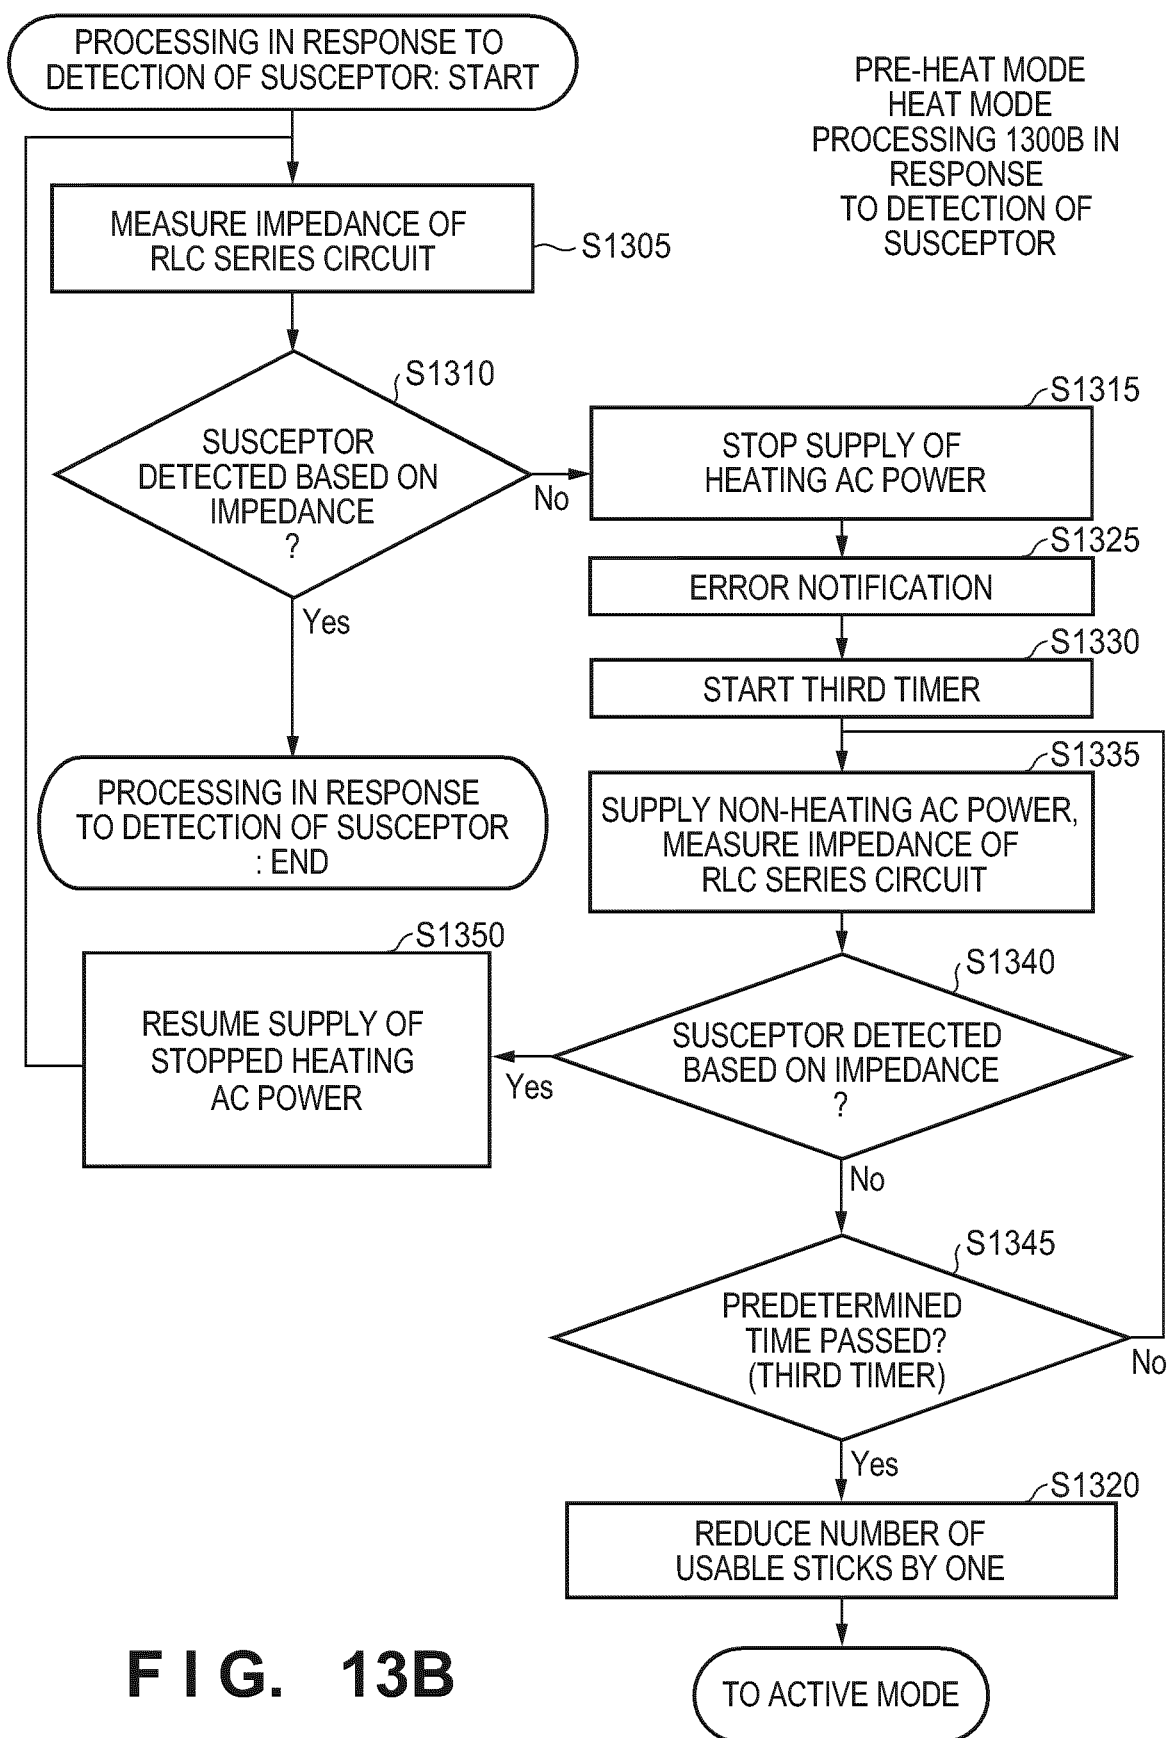 PROCESSING IN RESPONSE TO
DETECTION OF SUSCEPTOR: START
PRE-HEAT MODE
HEAT MODE
PROCESSING 1300B IN
RESPONSE
TO DETECTION OF
SUSCEPTOR
MEASURE IMPEDANCE OF
RLC SERIES CIRCUIT
S1305
S1310
SUSCEPTOR
DETECTED BASED ON
IMPEDANCE
?
No
Yes
S1315
STOP SUPPLY OF
HEATING AC POWER
S1325
ERROR NOTIFICATION
S1330
START THIRD TIMER
PROCESSING IN RESPONSE
TO DETECTION OF SUSCEPTOR
: END
S1335
SUPPLY NON-HEATING AC POWER,
MEASURE IMPEDANCE OF
RLC SERIES CIRCUIT
S1350
RESUME SUPPLY OF
STOPPED HEATING
AC POWER
S1340
SUSCEPTOR DETECTED
BASED ON IMPEDANCE
?
Yes
No
S1345
PREDETERMINED
TIME PASSED?
(THIRD TIMER)
No
Yes
S1320
REDUCE NUMBER OF
USABLE STICKS BY ONE
TO ACTIVE MODE
FIG. 13B